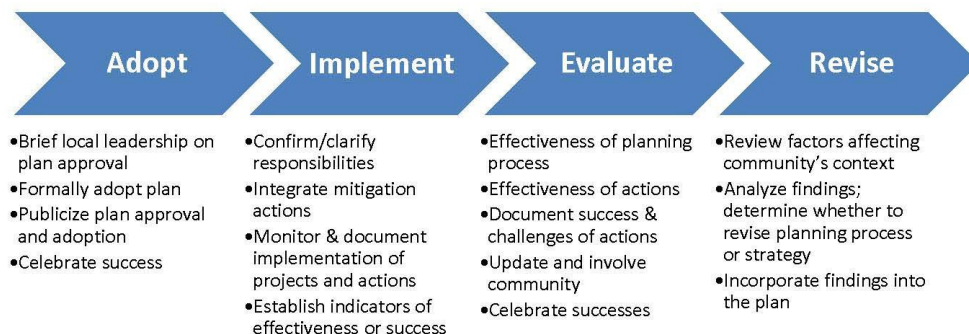 Adopt
•Brief local leadership on
plan approval
•Formally adopt plan
•Publicize plan approval
and adoption
•Celebrate success
Implement
•Confirm/clarify
responsibilities
•Integrate mitigation
actions
•Monitor & document
implementation of
projects and actions
•Establish indicators of
effectiveness or success
Evaluate
•Effectiveness of planning
process
•Effectiveness of actions
•Document success &
challenges of actions
•Update and involve
community
•Celebrate successes
Revise
•Review factors affecting
community's context
•Analyze findings;
determine whether to
revise planning process
or strategy
•Incorporate findings into
the plan